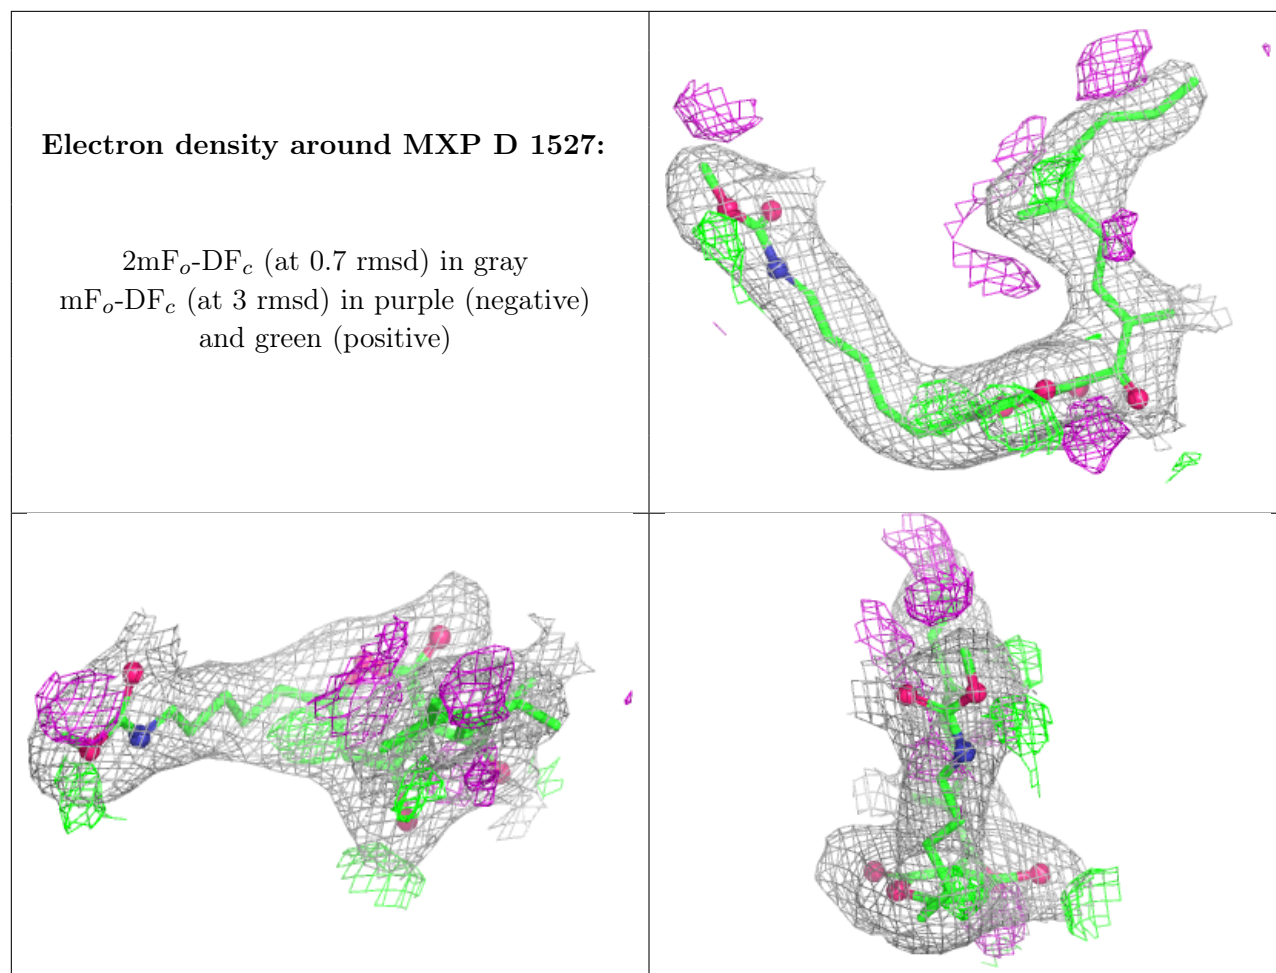 Electron density around MXP D 1527:
2mFo-DFc (at 0.7 rmsd) in gray
mFo-DFc (at 3 rmsd) in purple (negative)
and green (positive)